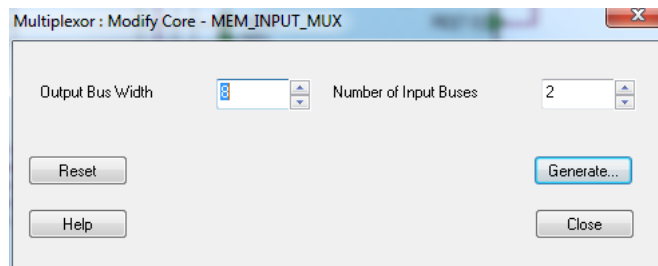 Multiplexor : Modify Core - MEM_INPUT_MUX
Output Bus Width 8 Number of Input Buses 2
Reset Generate...
Help Close